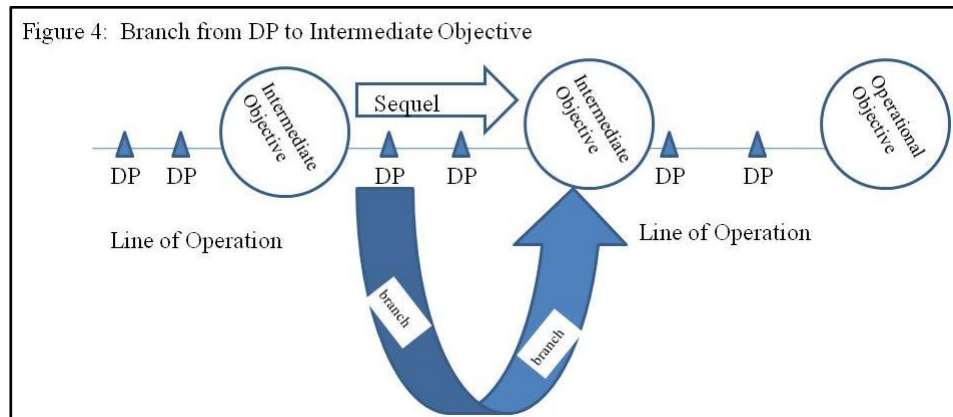 Figure 4:  Branch from DP to Intermediate Objective
Intermediate
Objective
Sequel
Intermediate
Objective
Operational
Objective
DP
DP
DP
DP
DP
DP
Line of Operation
Line of Operation
branch
branch